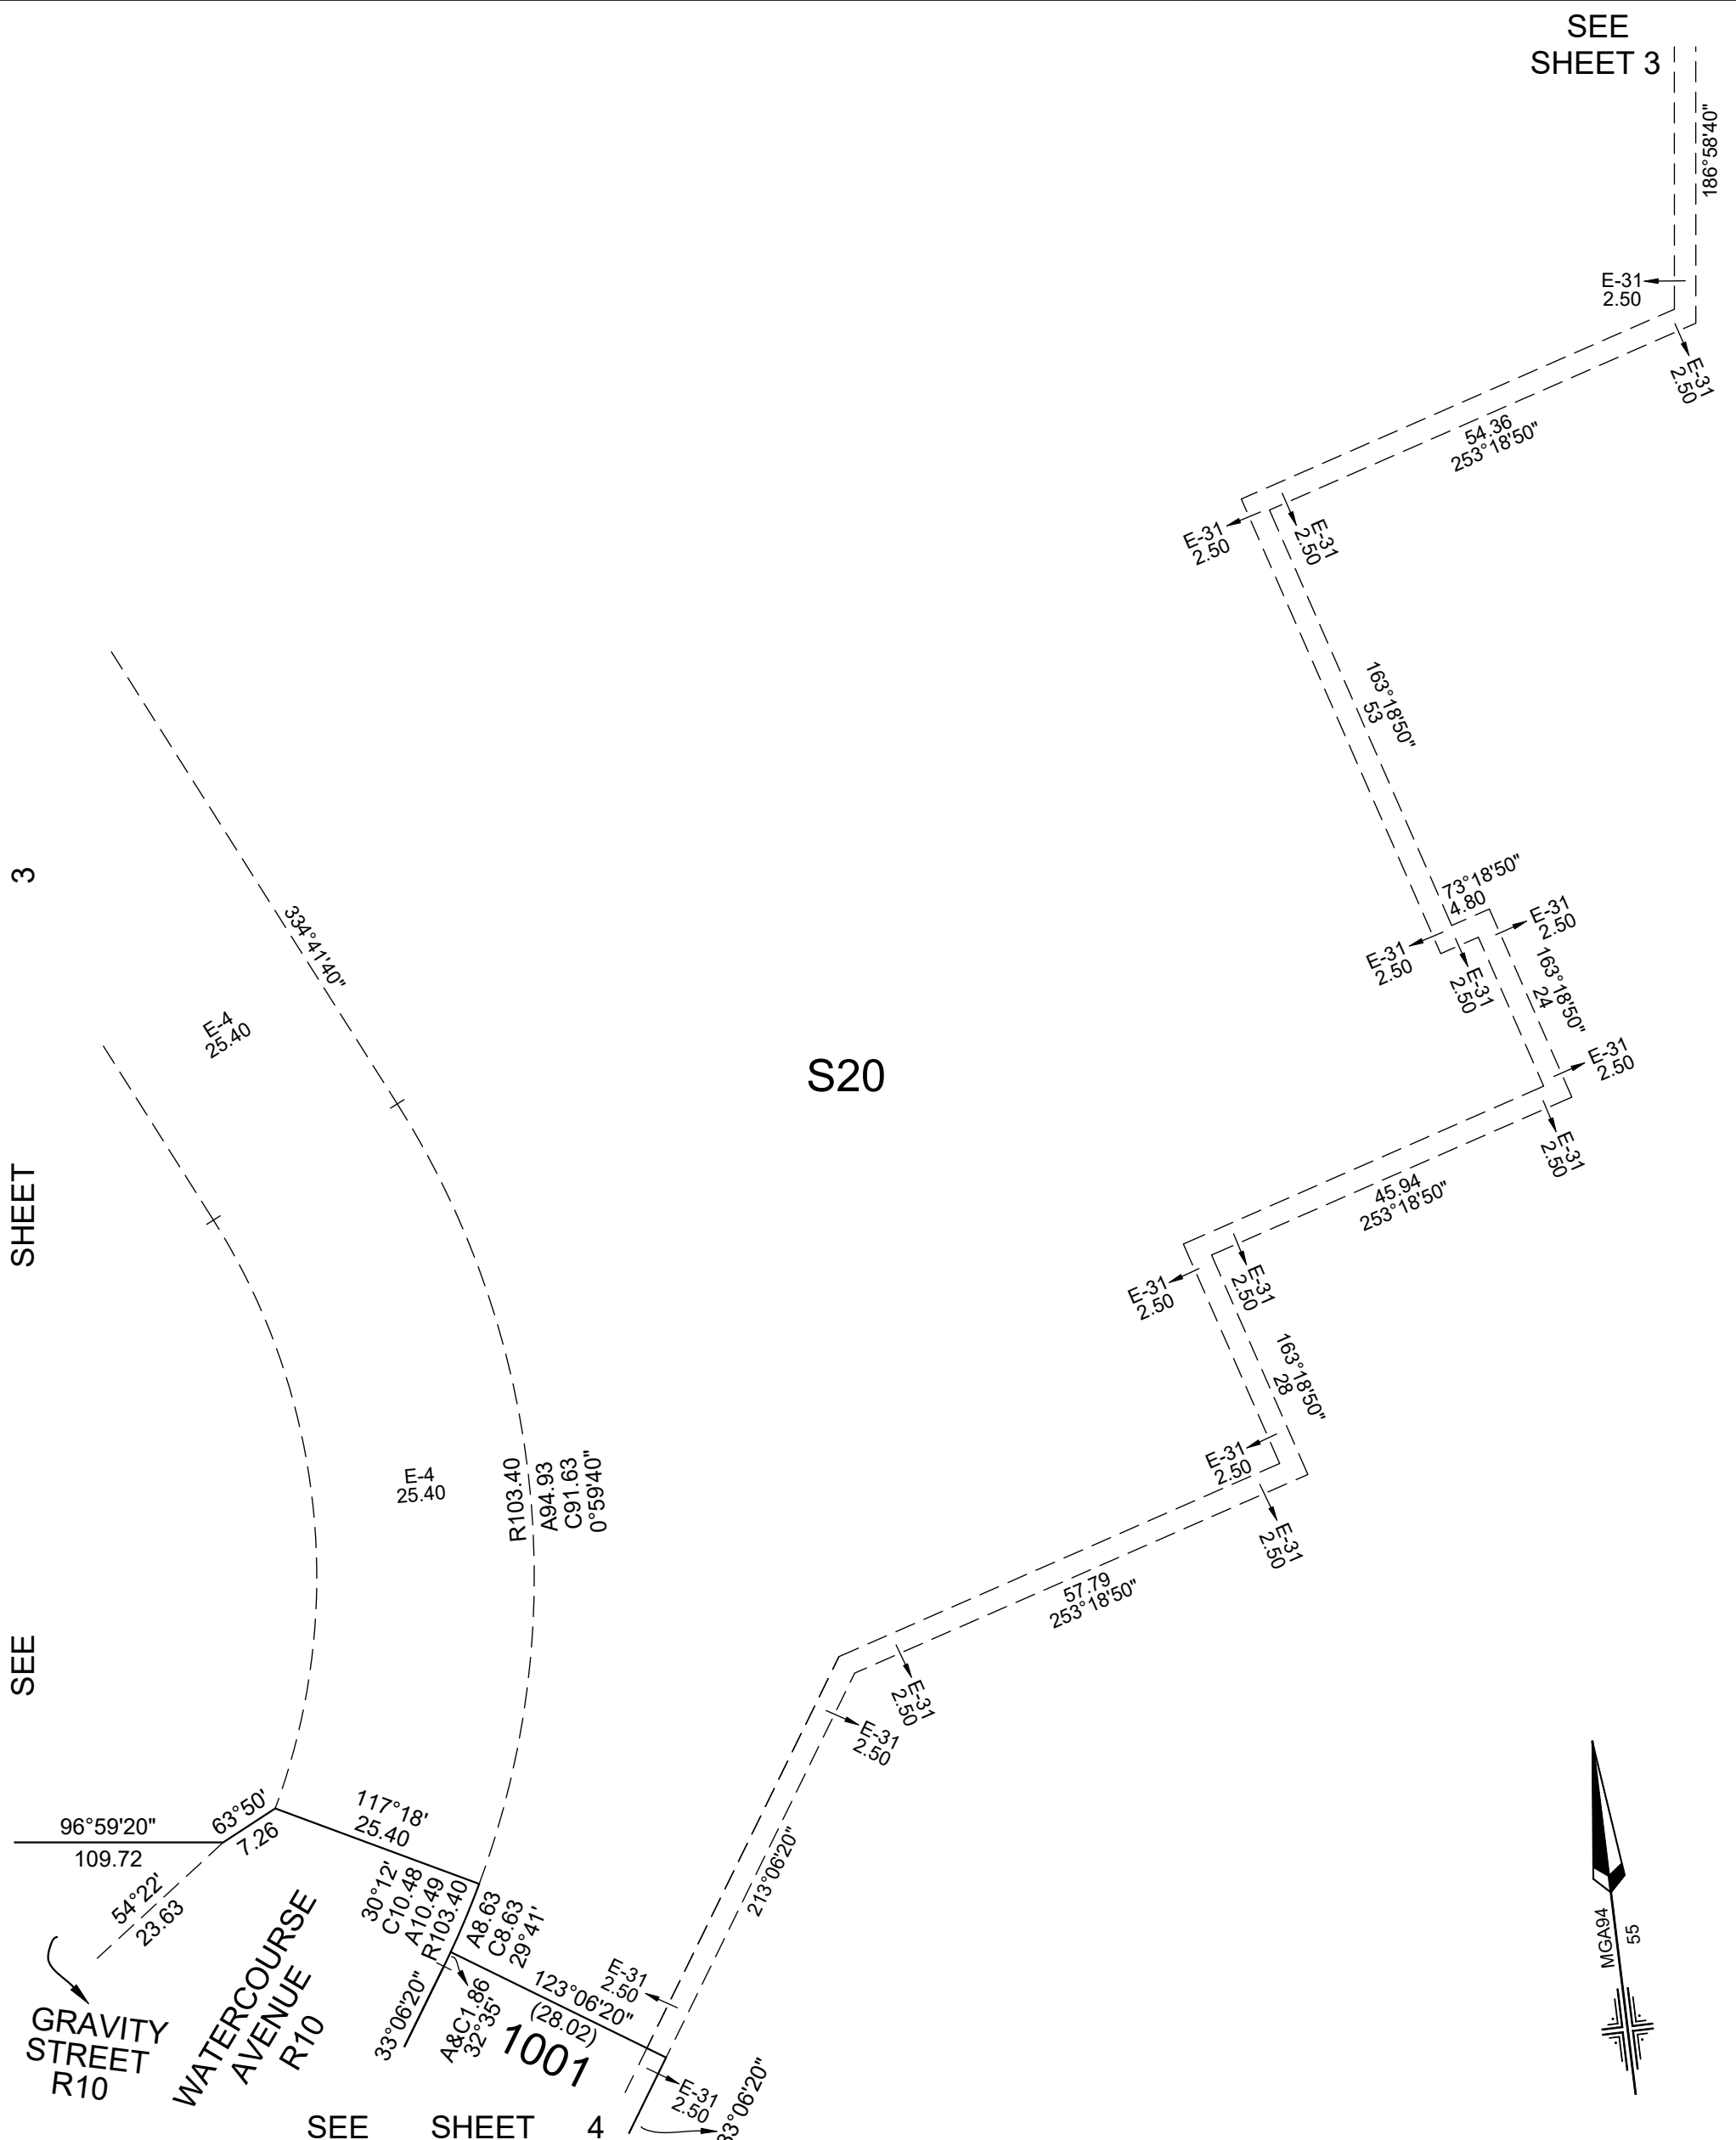 SEE
SHEET 3
186°58'40"
E-31
2.50
E-31
2.50
54.36
253°18'50"
E-31
2.50
E-31
2.50
163°18'50"
53
73°18'50"
4.80
E-31
2.50
E-31
2.50
E-31
2.50
163°18'50"
24
E-31
2.50
E-31
2.50
45.94
253°18'50"
E-31
2.50
E-31
2.50
163°18'50"
28
E-31
2.50
E-31
2.50
57.79
253°18'50"
E-31
2.50
E-31
2.50
213°06'20"
S20
334°41'40"
E-4
25.40
E-4
25.40
R103.40
A94.93
C91.63
0°59'40"
SEE SHEET 3
96°59'20"
109.72
63°50'
7.26
117°18'
25.40
54°22'
23.63
30°12'
C10.48
A10.49
R103.40
A8.63
C8.63
29°41'
33°06'20"
A&C1.86
32°35'
123°06'20"
(28.02)
1001
E-31
2.50
E-31
2.50
33°06'20"
GRAVITY
STREET
R10
WATERCOURSE
AVENUE
R10
SEE SHEET 4
MGA94
55